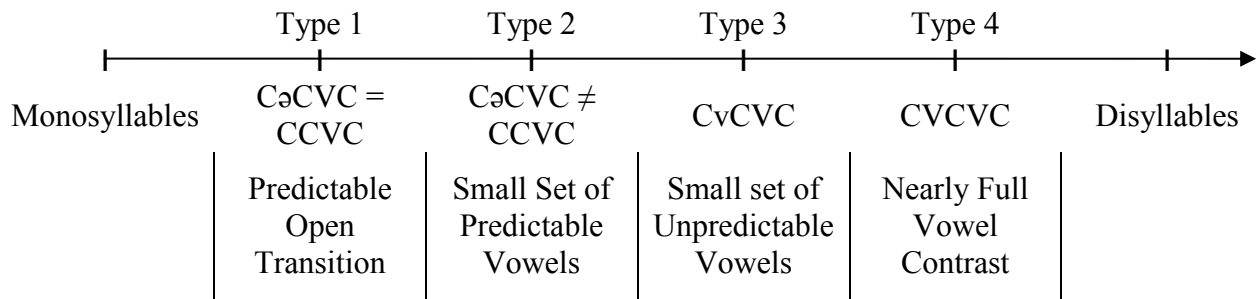 Type 1 Type 2 Type 3 Type 4
Monosyllables CəCVC = CCVC CəCVC ≠ CCVC CvCVC CVCVC Disyllables
Predictable Small Set of Small set of Nearly Full
Open Predictable Unpredictable Vowel
Transition Vowels Vowels Contrast